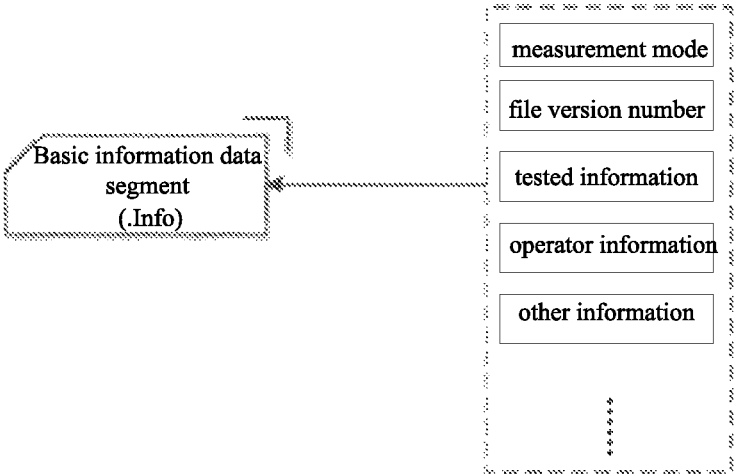 Basic information data
segment
(.Info)
measurement mode
file version number
tested information
operator information
other information